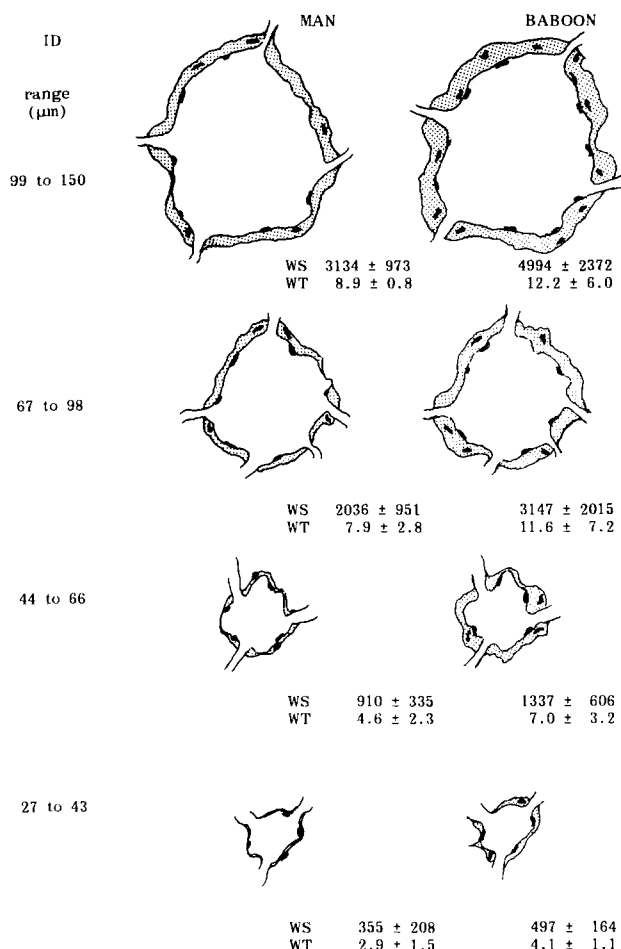 MAN BABOON
ID
range
(μm)
99 to 150
WS 3134 ± 973 4994 ± 2372
WT 8.9 ± 0.8 12.2 ± 6.0
67 to 98
WS 2036 ± 951 3147 ± 2015
WT 7.9 ± 2.8 11.6 ± 7.2
44 to 66
WS 910 ± 335 1337 ± 606
WT 4.6 ± 2.3 7.0 ± 3.2
27 to 43
WS 355 ± 208 497 ± 164
WT 2.9 ± 1.5 4.1 ± 1.1